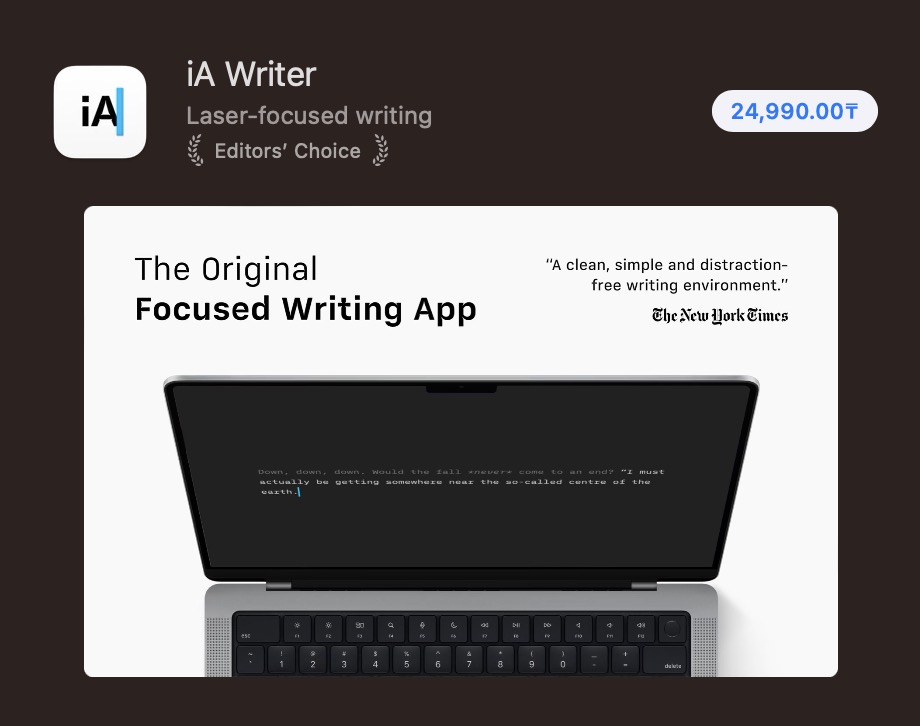 iA
iA Writer
Laser-focused writing
Editors’ Choice
24,990.00₸
The Original
Focused Writing App
“A clean, simple and distraction-
free writing environment.”
The New York Times
Down, down, down. Would the fall *never* come to an end? “I must
actually be getting somewhere near the so-called centre of the
earth.
esc F1 F2 F3 F4 F5 F6 F7 F8 F9 F10 F11 F12
~ ! @ # $ % ^ & * ( ) _ +
` 1 2 3 4 5 6 7 8 9 0 - = delete